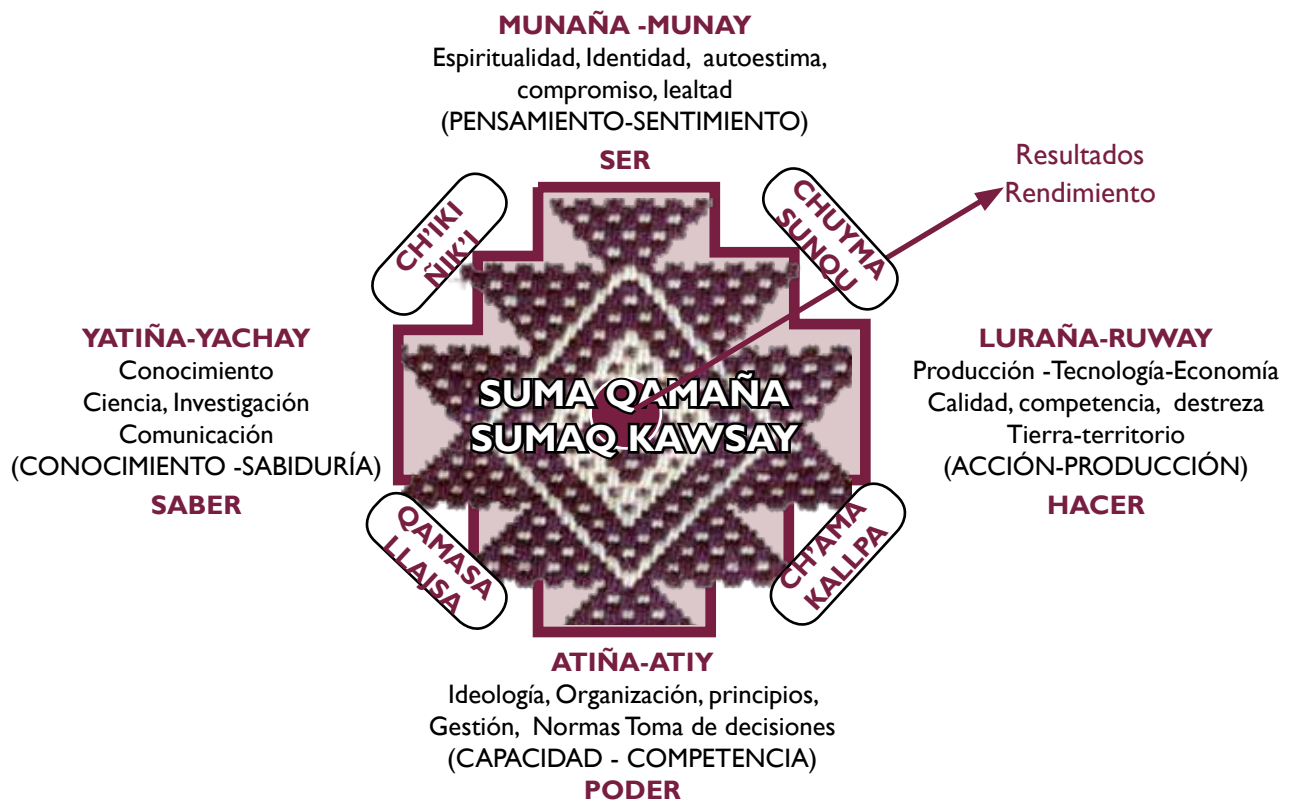 MUNAÑA -MUNAY
Espiritualidad, Identidad, autoestima,
compromiso, lealtad
(PENSAMIENTO-SENTIMIENTO)
SER
Resultados
Rendimiento
CH'IKI
ÑIK'I
CHUYMA
SUNQU
YATIÑA-YACHAY
Conocimiento
Ciencia, Investigación
Comunicación
(CONOCIMIENTO -SABIDURÍA)
SABER
SUMA QAMAÑA
SUMAQ KAWSAY
LURAÑA-RUWAY
Producción -Tecnología-Economía
Calidad, competencia, destreza
Tierra-territorio
(ACCIÓN-PRODUCCIÓN)
HACER
QAMASA
LLAJSA
CH'AMA
KALLPA
ATIÑA-ATIY
Ideología, Organización, principios,
Gestión, Normas Toma de decisiones
(CAPACIDAD - COMPETENCIA)
PODER